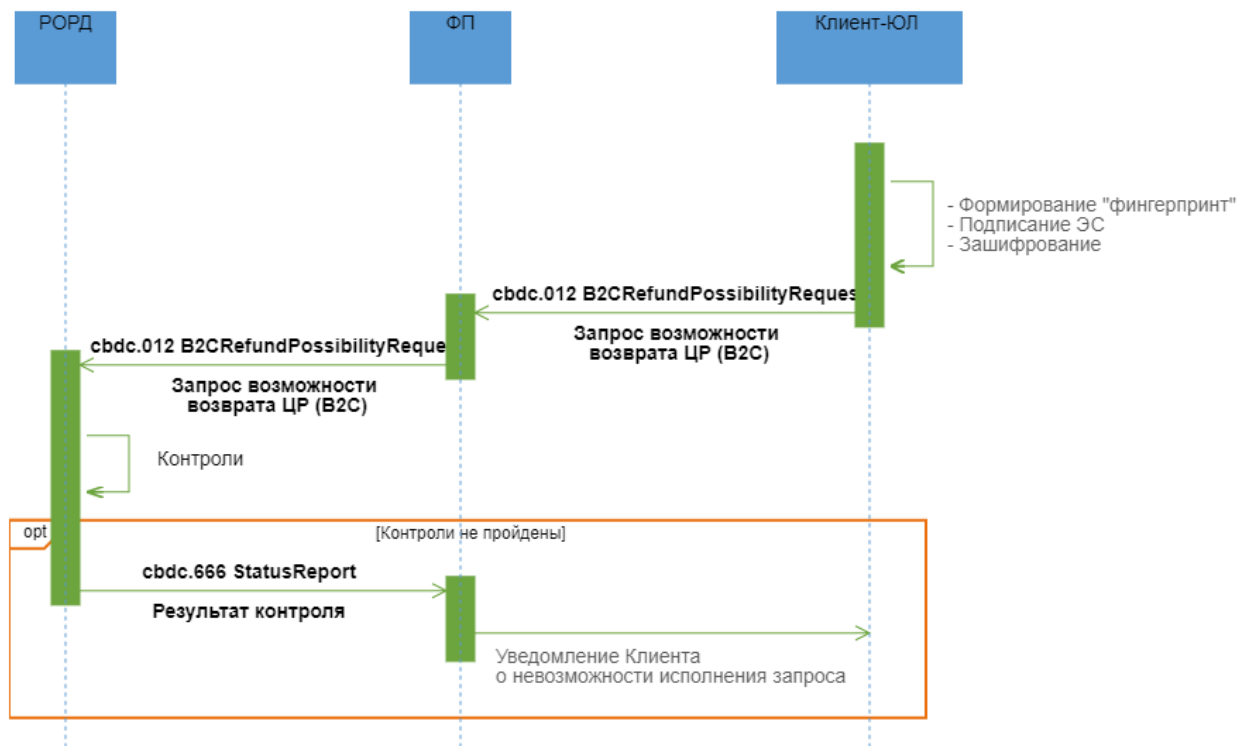 РОРД
ФП
Клиент-ЮЛ
- Формирование "фингерпринт"
- Подписание ЭС
- Зашифрование
cbdc.012 B2CRefundPossibilityReques
Запрос возможности
возврата ЦР (B2C)
cbdc.012 B2CRefundPossibilityReque
Запрос возможности
возврата ЦР (B2C)
Контроли
opt
[Контроли не пройдены]
cbdc.666 StatusReport
Результат контроля
Уведомление Клиента
о невозможности исполнения запроса